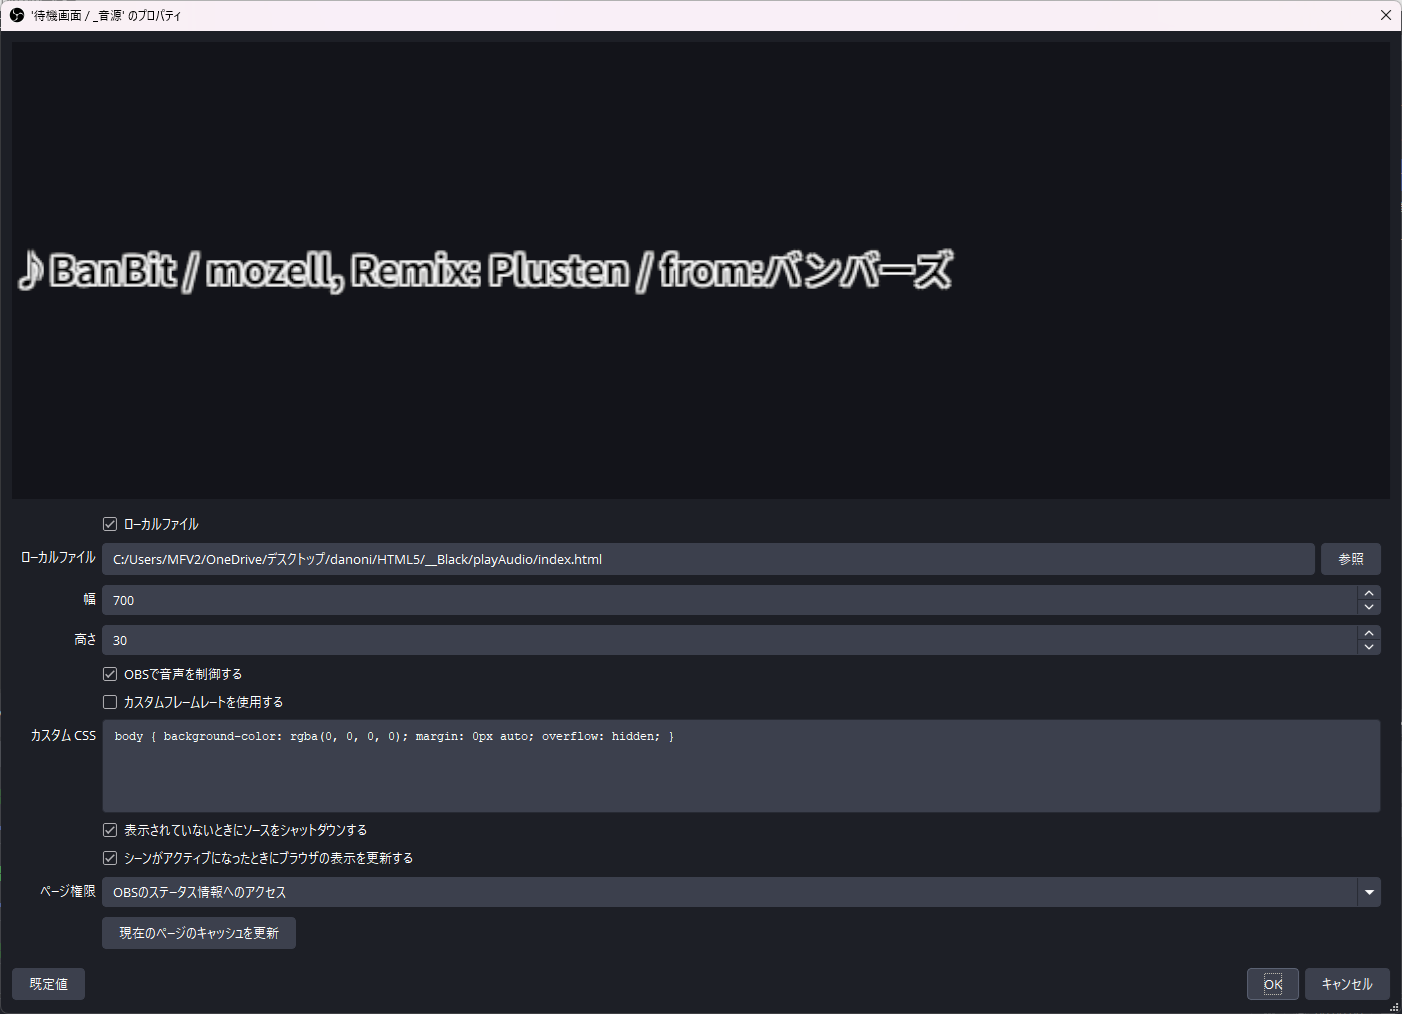 '待機画面 / _音源' のプロパティ
♪BanBit / mozell, Remix: Plusten / from:バンバーズ
ローカルファイル
ローカルファイル C:/Users/MFV2/OneDrive/デスクトップ/danoni/HTML5/__Black/playAudio/index.html 参照
幅 700
高さ 30
OBSで音声を制御する
カスタムフレームレートを使用する
カスタム CSS body { background-color: rgba(0, 0, 0, 0); margin: 0px auto; overflow: hidden; }
表示されていないときにソースをシャットダウンする
シーンがアクティブになったときにブラウザの表示を更新する
ページ権限 OBSのステータス情報へのアクセス
現在のページのキャッシュを更新
既定値 OK キャンセル